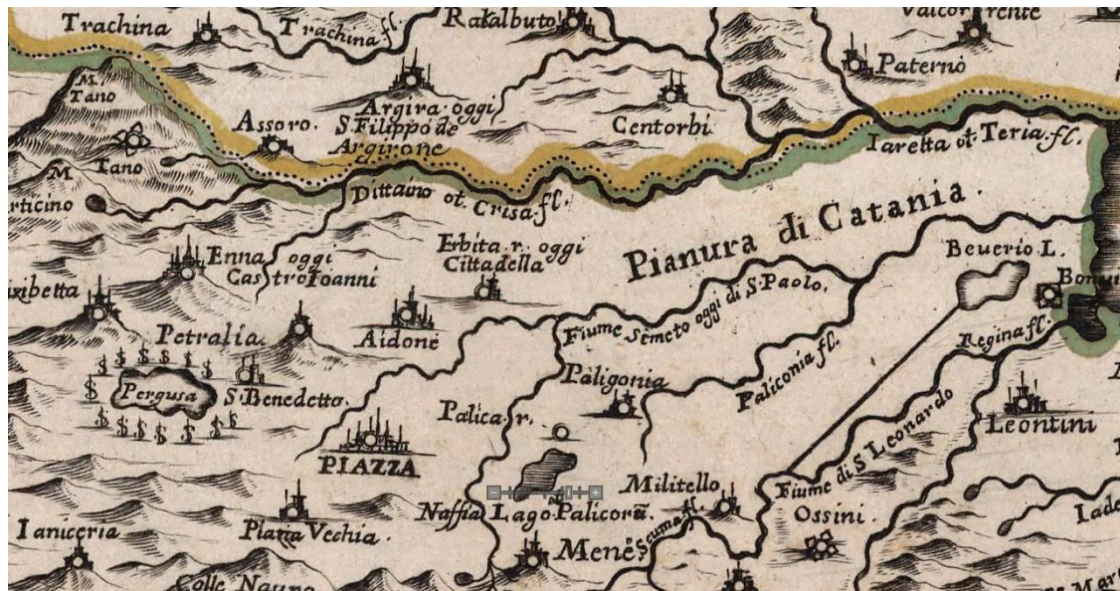 Trachina
Trachina fl.
Rakalbuto
Paternò
M.
Tano
Tano
Assoro.
Argira oggi
S. Filippo de
Argirone
Centorbi
Iaretta ot. Teria. fl.
M
Dittaino ot. Crisa. fl.
Pianura di Catania.
Enna oggi
Castro Ioanni
Erbita r. oggi
Cittadella
Beuerio L.
Petralia.
Aidone
Fiume Semeto oggi di S. Paolo.
Regina fl.
Pergusa
S. Benedetto.
Paligonia
Paliconia fl.
Palica r.
Leontini
PIAZZA
Fiume di S Leonardo
Militello
Naffia Lago Palicorū.
Ossini.
Ianiceria
Platia Vechia.
Menè